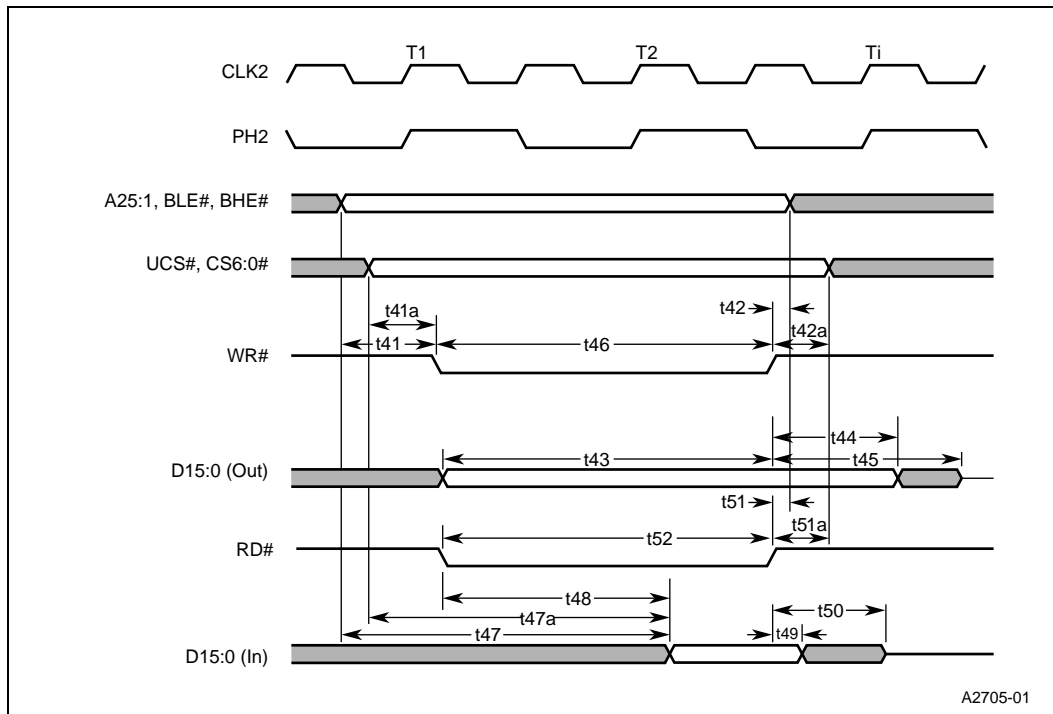 T1 T2 Ti
CLK2
PH2
A25:1, BLE#, BHE#
UCS#, CS6:0#
t41a t42 t42a
t41 t46
WR#
t44
t43 t45
D15:0 (Out)
t51 t51a
t52
RD#
t48 t50
t47a
t47 t49
D15:0 (In)
A2705-01